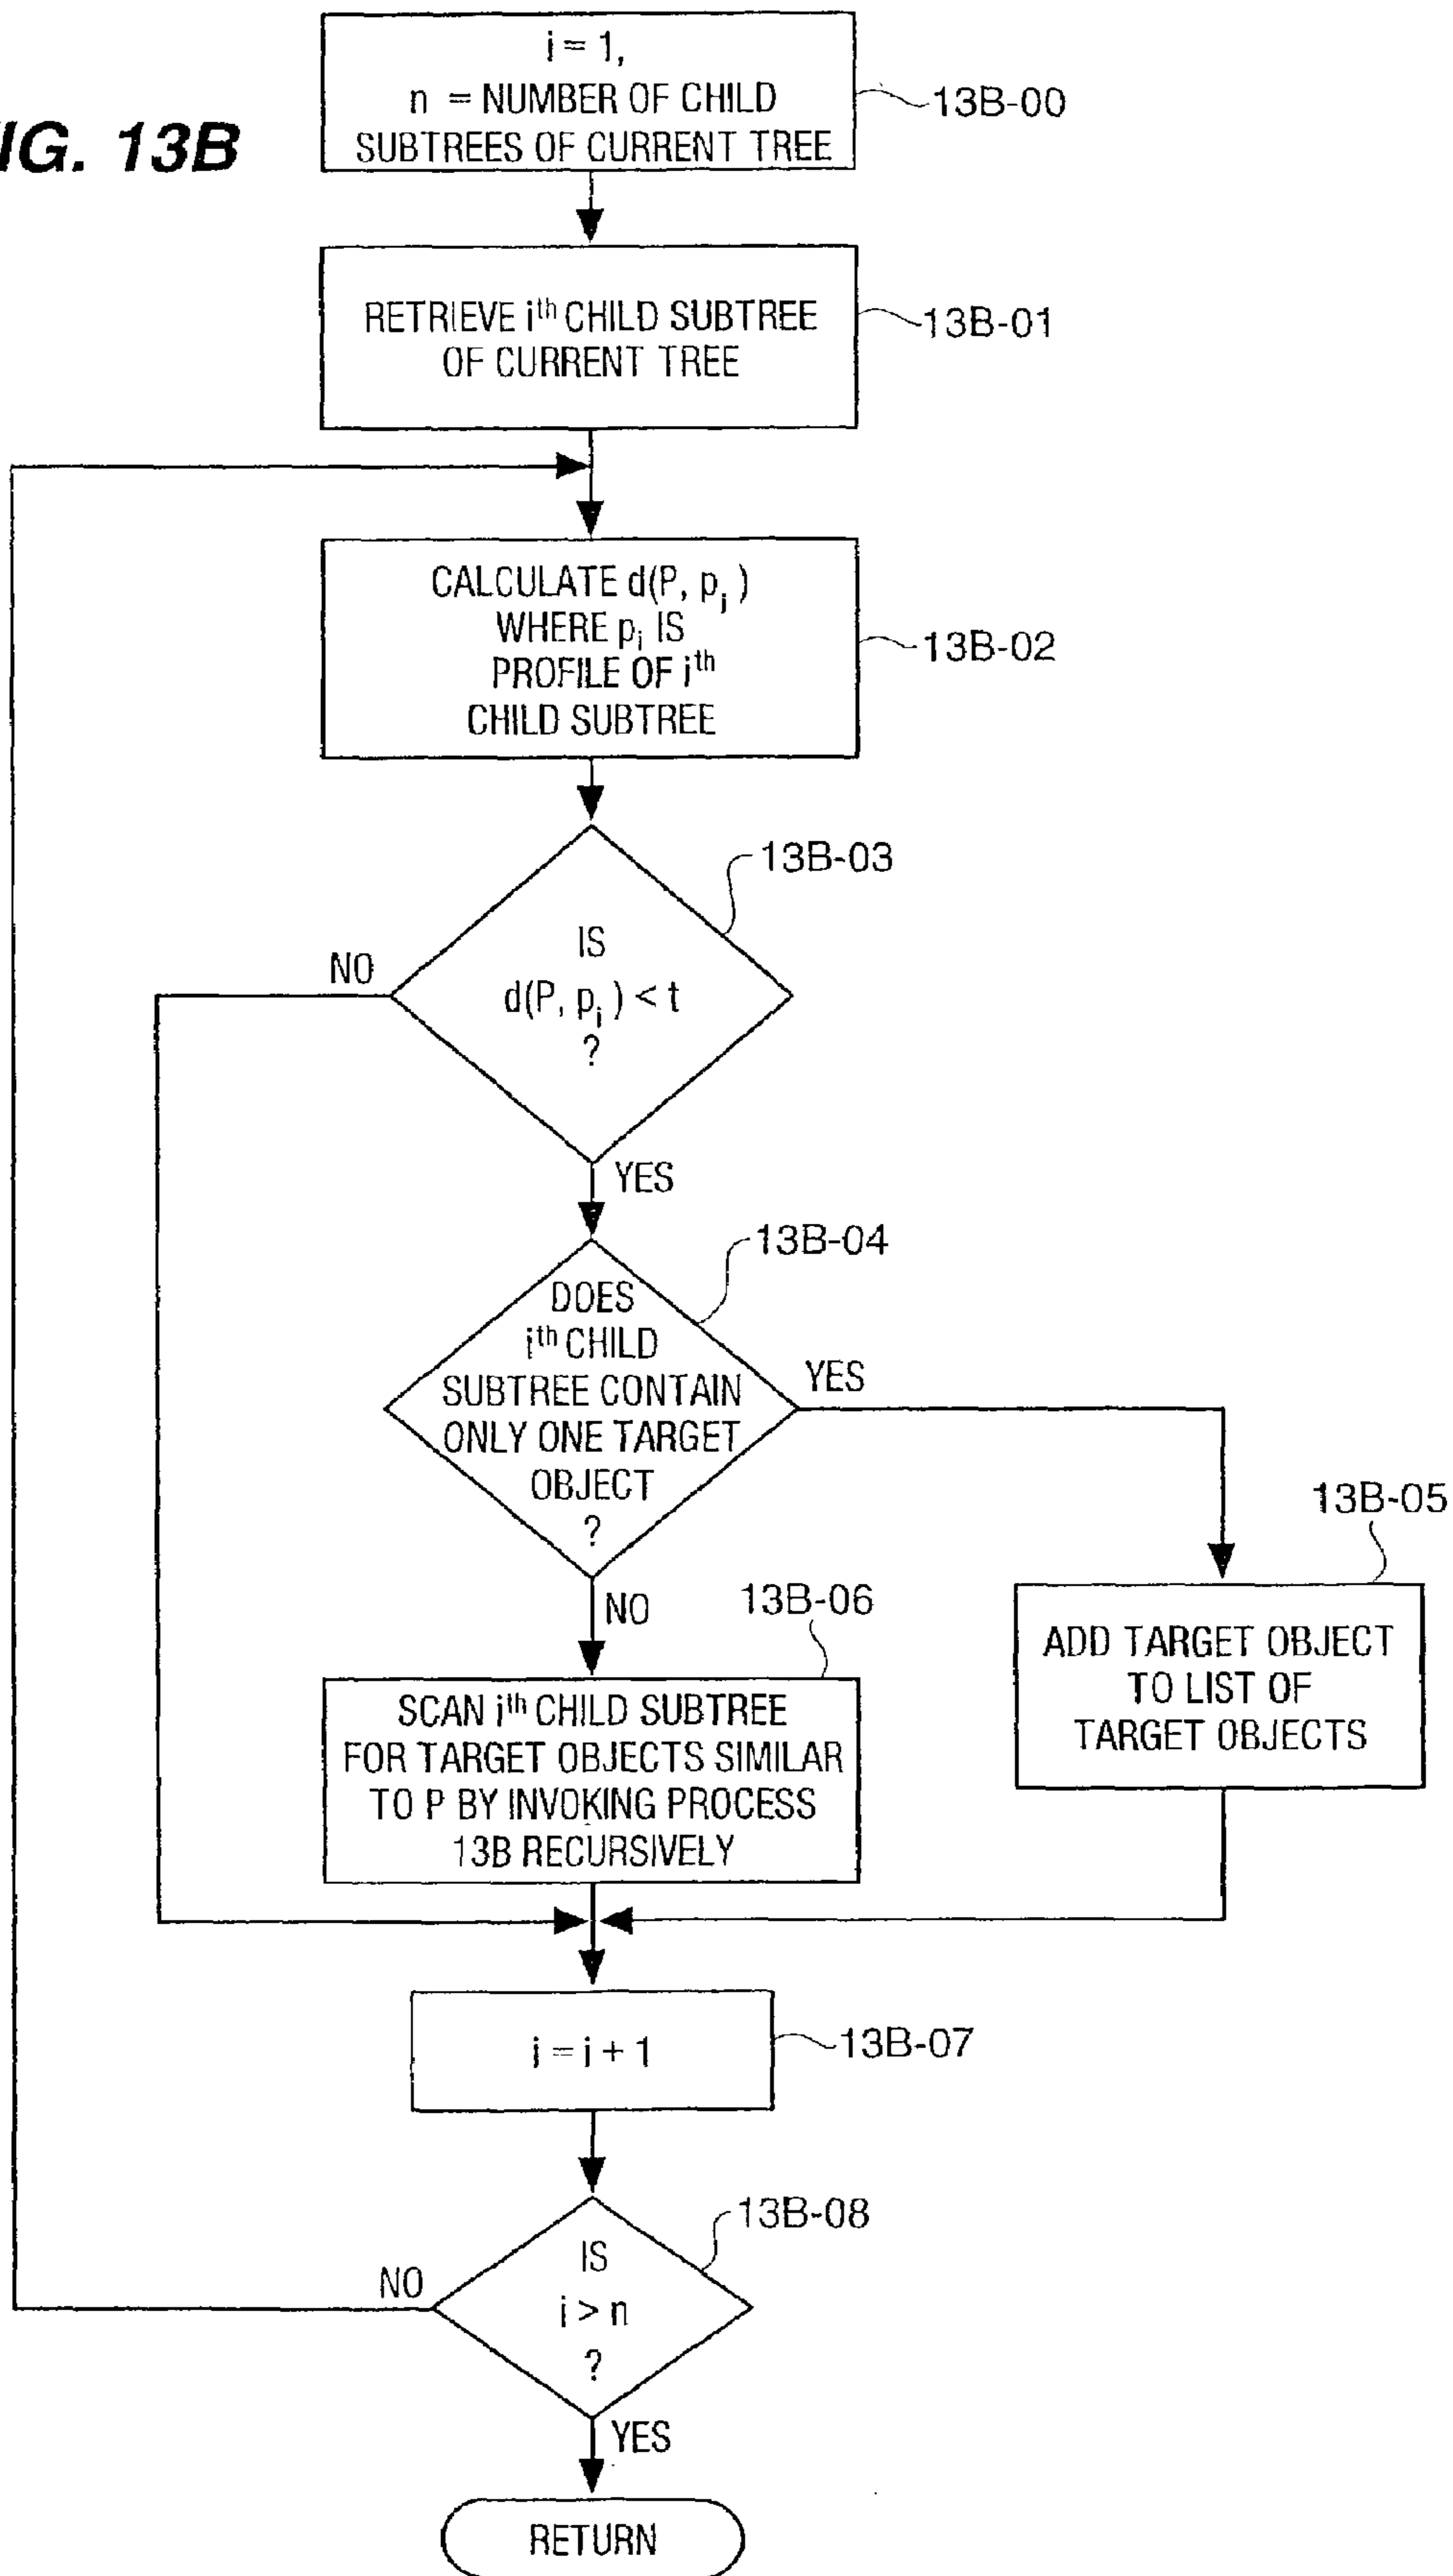 IG. 13B
i = 1,
n = NUMBER OF CHILD
SUBTREES OF CURRENT TREE
13B-00
RETRIEVE ith CHILD SUBTREE
OF CURRENT TREE
13B-01
CALCULATE d(P, pi)
WHERE pi IS
PROFILE OF ith
CHILD SUBTREE
13B-02
13B-03
IS
d(P, pi) < t
?
NO
YES
13B-04
DOES
ith CHILD
SUBTREE CONTAIN
ONLY ONE TARGET
OBJECT
?
YES
NO
13B-05
ADD TARGET OBJECT
TO LIST OF
TARGET OBJECTS
13B-06
SCAN ith CHILD SUBTREE
FOR TARGET OBJECTS SIMILAR
TO P BY INVOKING PROCESS
13B RECURSIVELY
i = i + 1
13B-07
13B-08
IS
i > n
?
NO
YES
RETURN